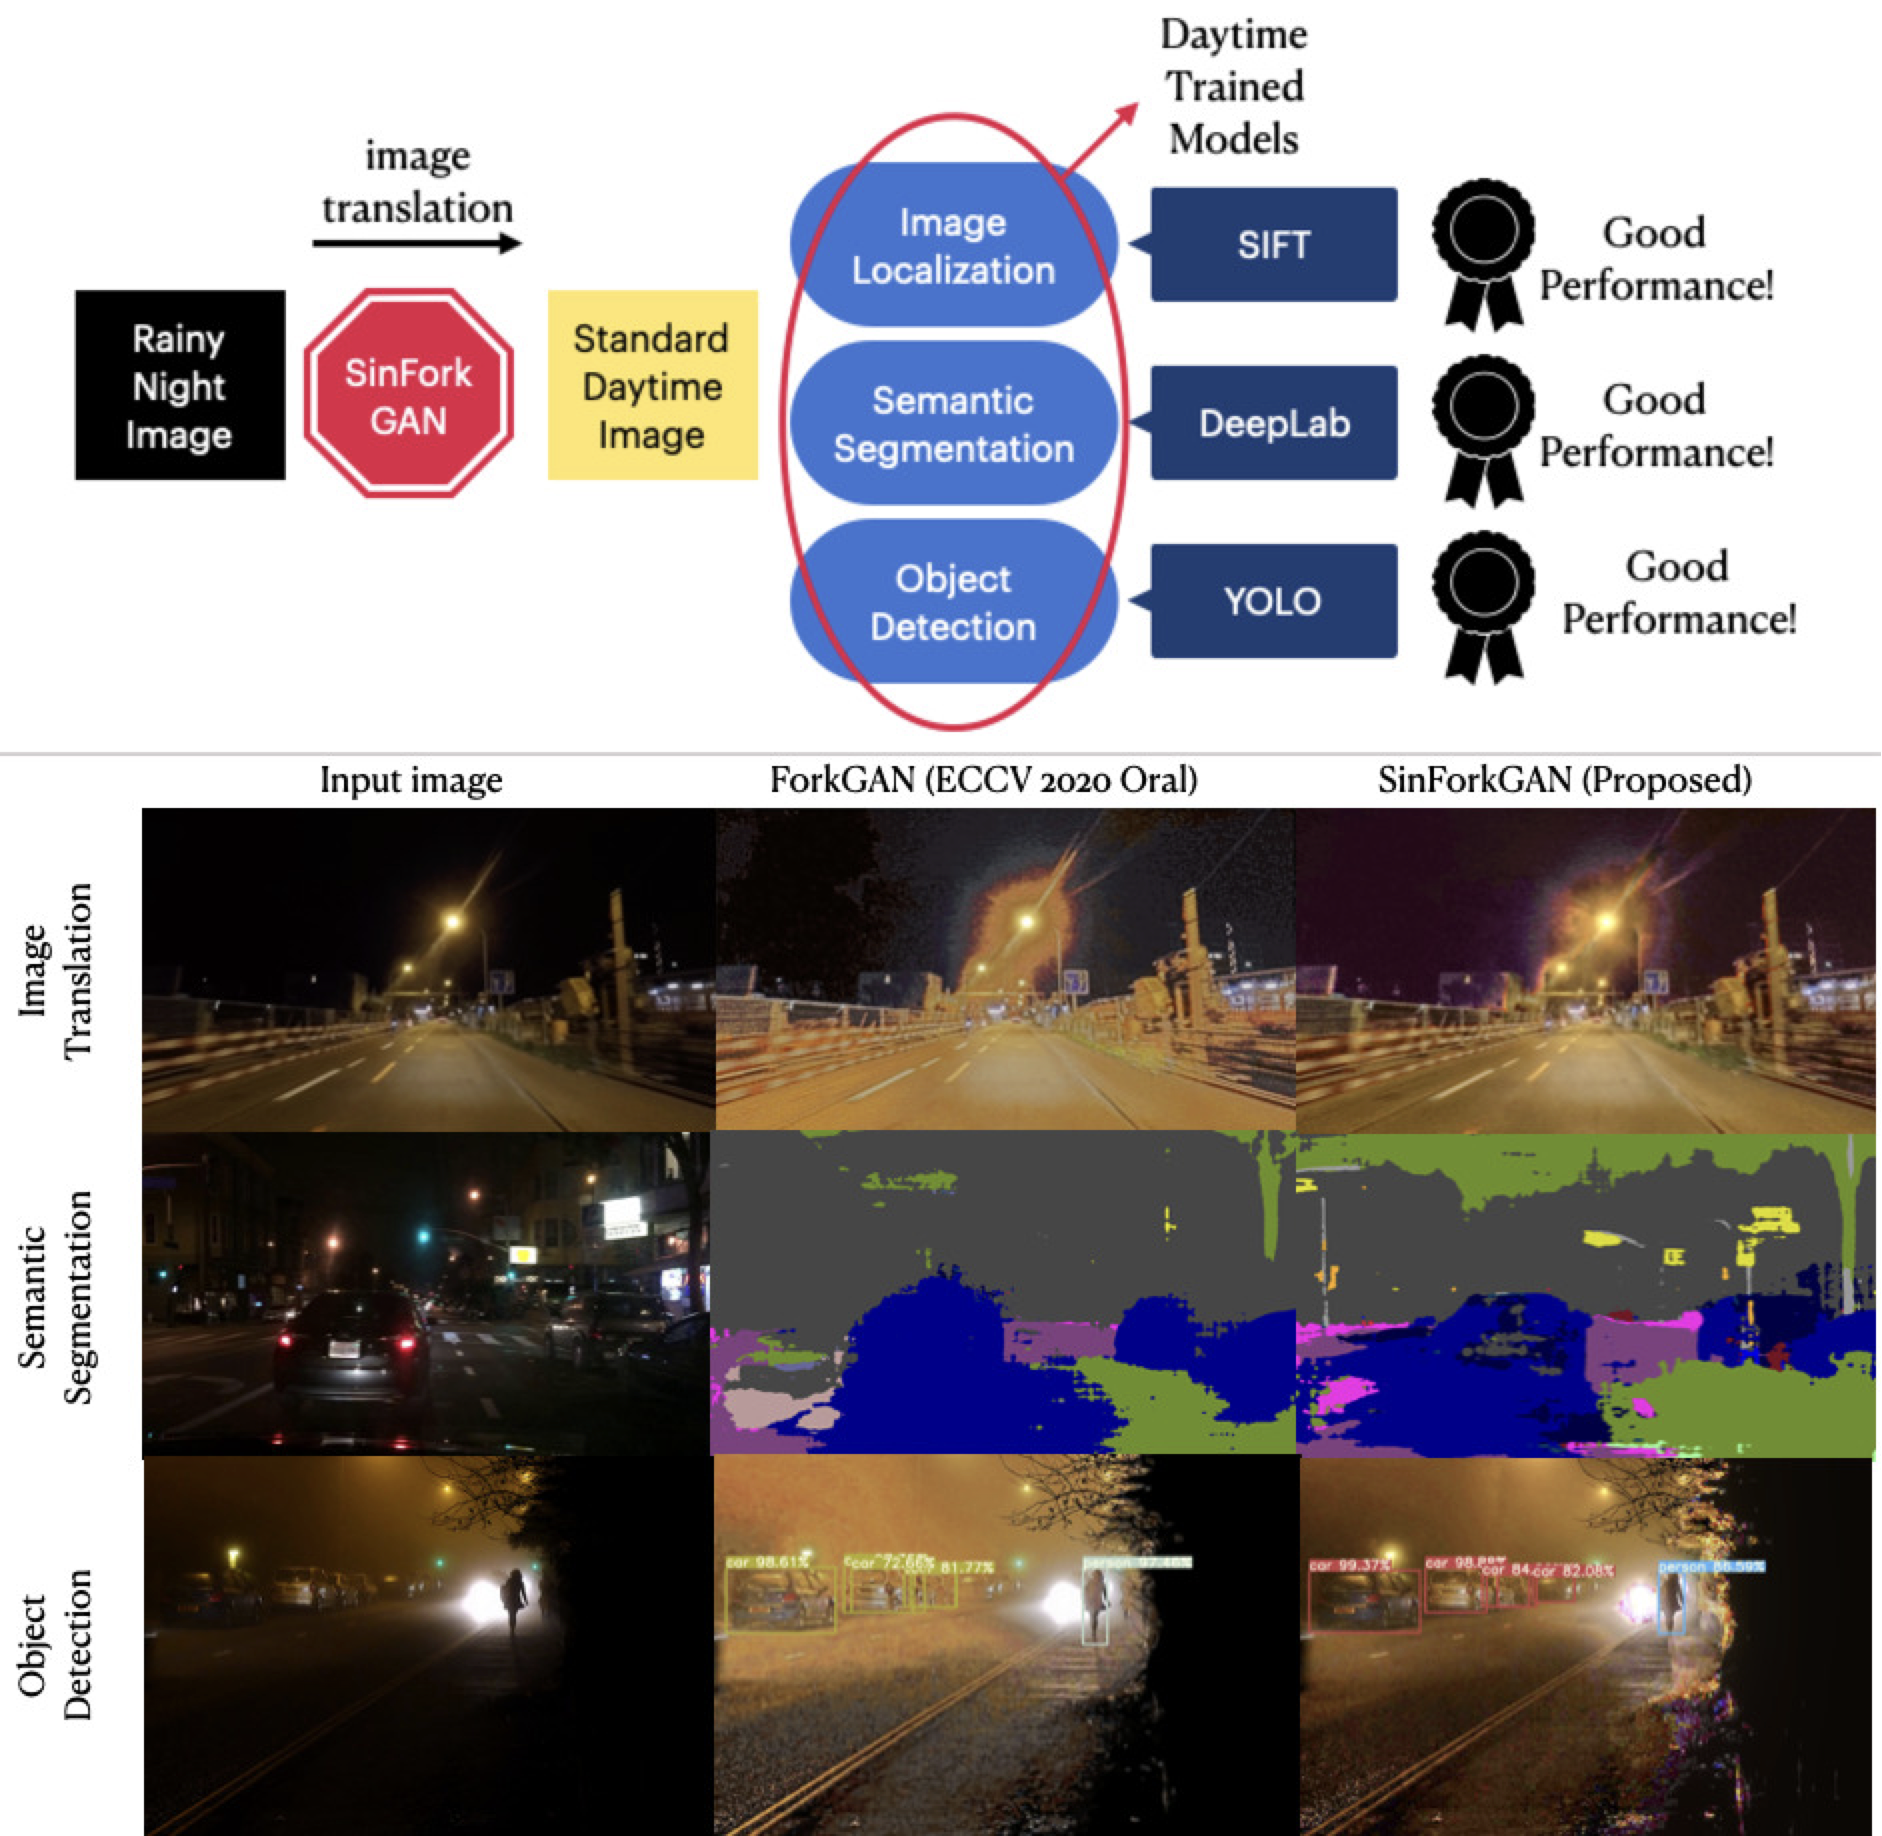 Daytime
Trained
Models
image
translation
Rainy
Night
Image
SinFork
GAN
Standard
Daytime
Image
Image
Localization
SIFT
Good
Performance!
Semantic
Segmentation
DeepLab
Good
Performance!
Object
Detection
YOLO
Good
Performance!
Input image
ForkGAN (ECCV 2020 Oral)
SinForkGAN (Proposed)
Image
Translation
Semantic
Segmentation
Object
Detection
car 98.61%
car 72.66%
81.77%
person 97.46%
car 99.37%
car 98.89%
car 84.
car 82.08%
person 86.59%